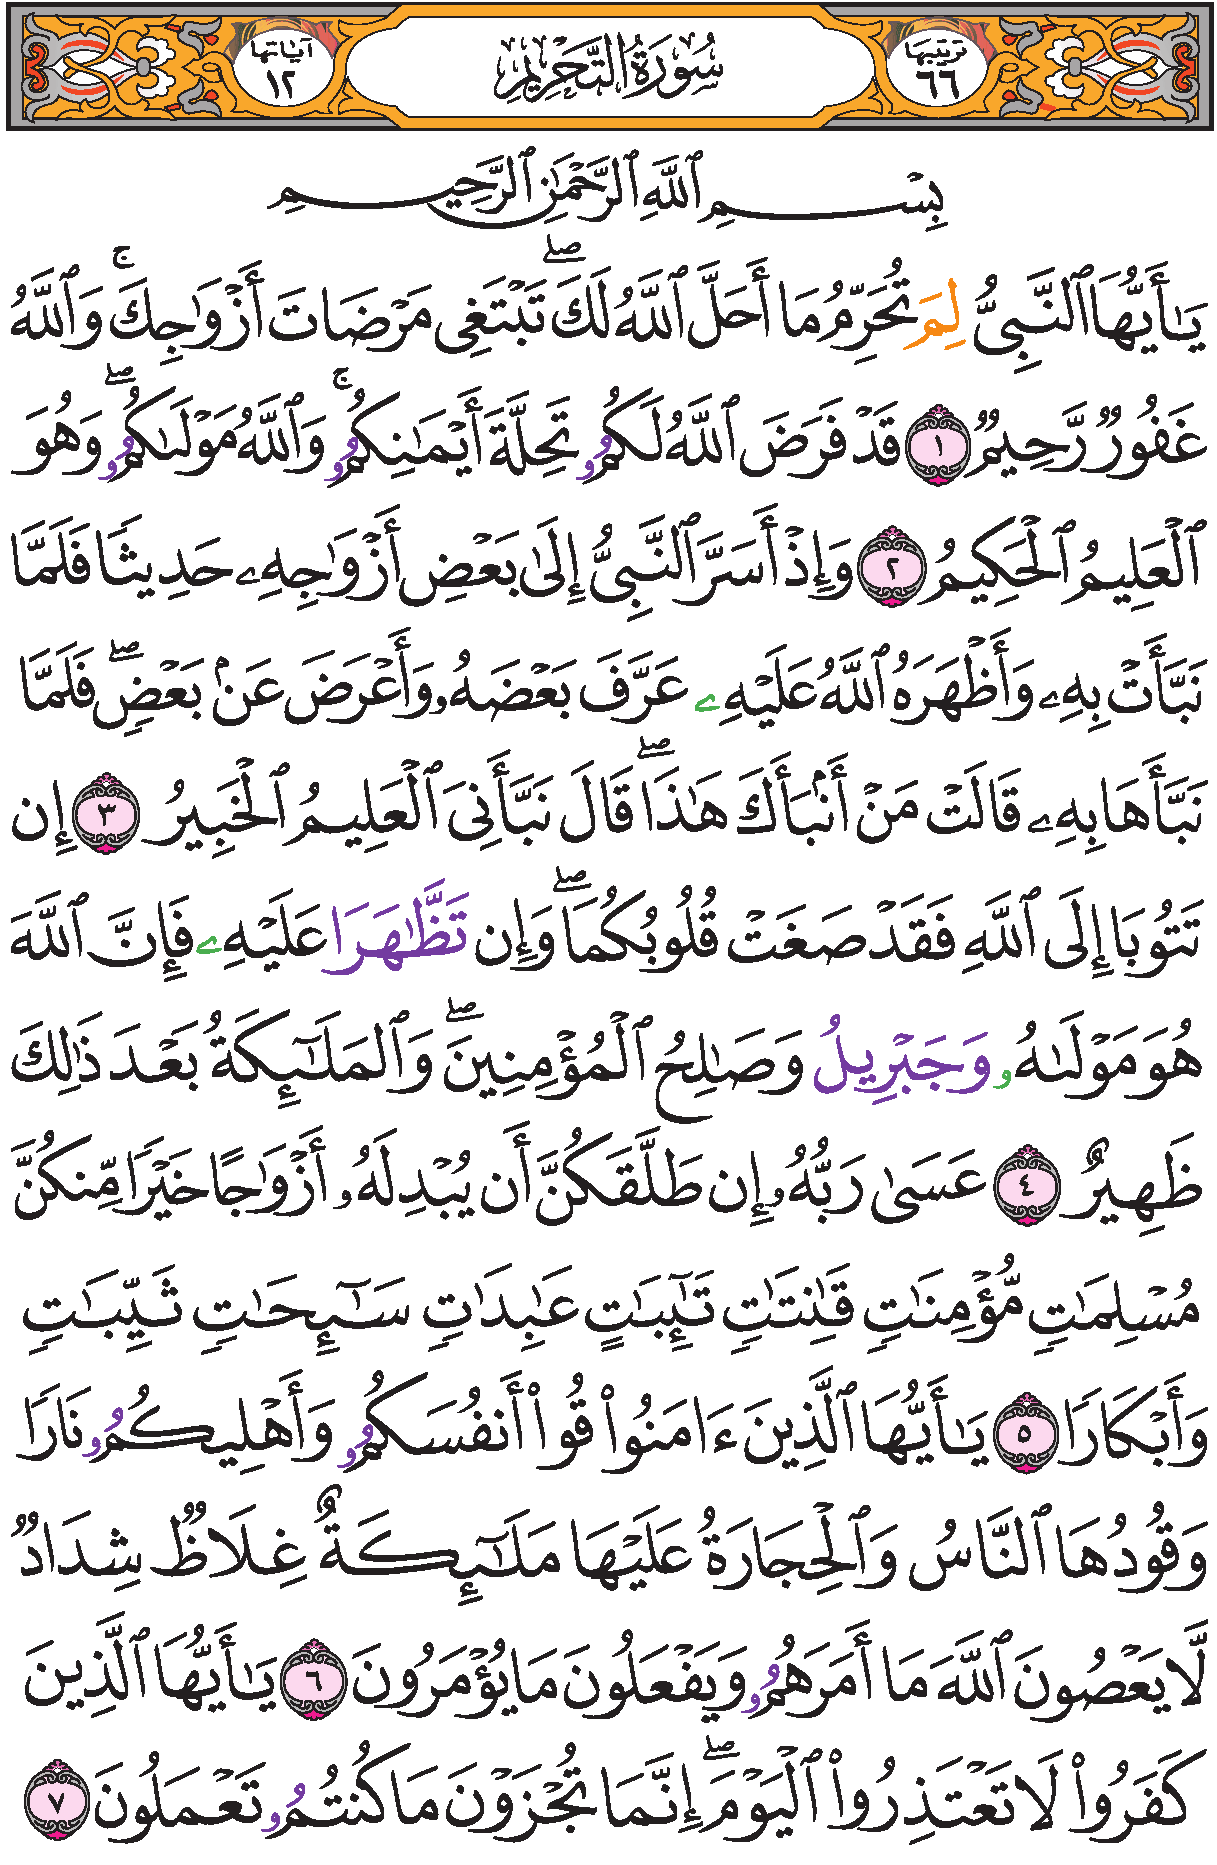 ترتيبها ٦٦ سُورَةُ التَّحْرِيمِ آياتها ١٢
بِسْمِ ٱللَّهِ ٱلرَّحْمَٰنِ ٱلرَّحِيمِ
يَٰأَيُّهَا ٱلنَّبِيُّ لِمَ تُحَرِّمُ مَا أَحَلَّ ٱللَّهُ لَكَۖ تَبْتَغِى مَرْضَاتَ أَزْوَٰجِكَۚ وَٱللَّهُ
غَفُورٌ رَّحِيمٌ ١ قَدْ فَرَضَ ٱللَّهُ لَكُمُۥ تَحِلَّةَ أَيْمَٰنِكُمُۥۚ وَٱللَّهُ مَوْلَىٰكُمُۥۖ وَهُوَ
ٱلْعَلِيمُ ٱلْحَكِيمُ ٢ وَإِذْ أَسَرَّ ٱلنَّبِيُّ إِلَىٰ بَعْضِ أَزْوَٰجِهِۦ حَدِيثًا فَلَمَّا
نَبَّأَتْ بِهِۦ وَأَظْهَرَهُ ٱللَّهُ عَلَيْهِۦ عَرَّفَ بَعْضَهُۥ وَأَعْرَضَ عَنۢ بَعْضٍۖ فَلَمَّا
نَبَّأَهَا بِهِۦ قَالَتْ مَنْ أَنۢبَأَكَ هَٰذَاۖ قَالَ نَبَّأَنِىَ ٱلْعَلِيمُ ٱلْخَبِيرُ ٣ إِن
تَتُوبَا إِلَى ٱللَّهِ فَقَدْ صَغَتْ قُلُوبُكُمَاۖ وَإِن تَظَّٰهَرَا عَلَيْهِۦ فَإِنَّ ٱللَّهَ
هُوَ مَوْلَىٰهُۥ وَجَبْرِيلُ وَصَٰلِحُ ٱلْمُؤْمِنِينَۖ وَٱلْمَلَٰٓئِكَةُ بَعْدَ ذَٰلِكَ
ظَهِيرٌ ٤ عَسَىٰ رَبُّهُۥ إِن طَلَّقَكُنَّ أَن يُبْدِلَهُۥ أَزْوَٰجًا خَيْرًا مِّنكُنَّ
مُسْلِمَٰتٍ مُّؤْمِنَٰتٍ قَٰنِتَٰتٍ تَٰٓئِبَٰتٍ عَٰبِدَٰتٍ سَٰٓئِحَٰتٍ ثَيِّبَٰتٍ
وَأَبْكَارًا ٥ يَٰأَيُّهَا ٱلَّذِينَ ءَامَنُوا۟ قُوا۟ أَنفُسَكُمُۥ وَأَهْلِيكُمُۥ نَارًا
وَقُودُهَا ٱلنَّاسُ وَٱلْحِجَارَةُ عَلَيْهَا مَلَٰٓئِكَةٌ غِلَاظٌ شِدَادٌ
لَّا يَعْصُونَ ٱللَّهَ مَا أَمَرَهُمُۥ وَيَفْعَلُونَ مَا يُؤْمَرُونَ ٦ يَٰأَيُّهَا ٱلَّذِينَ
كَفَرُوا۟ لَا تَعْتَذِرُوا۟ ٱلْيَوْمَۖ إِنَّمَا تُجْزَوْنَ مَا كُنتُمُۥ تَعْمَلُونَ ٧